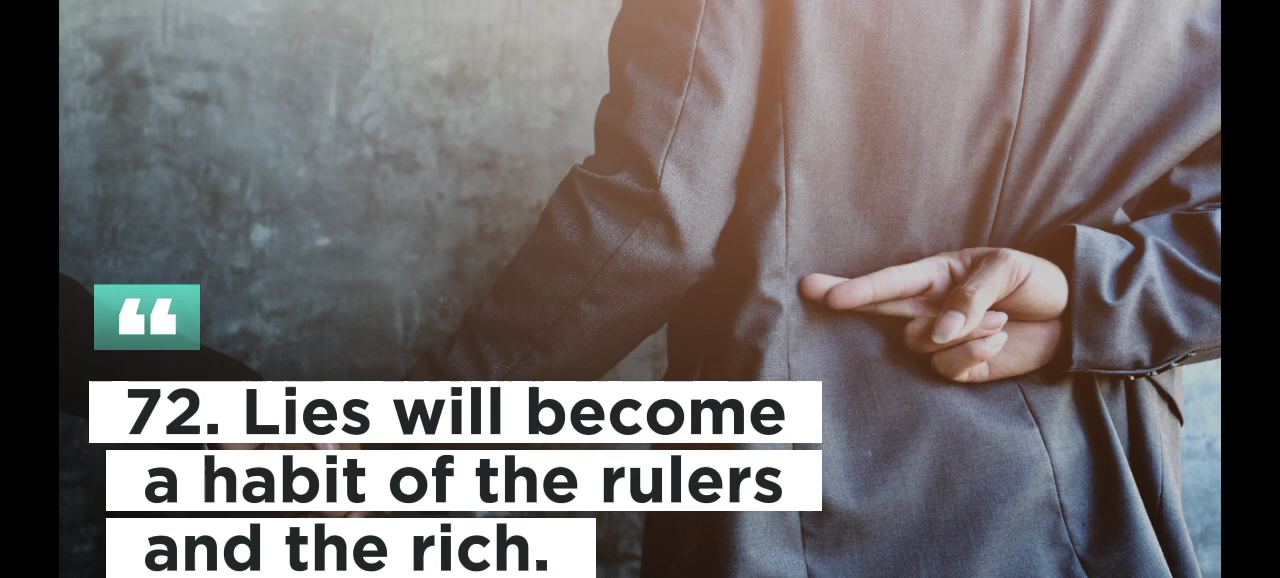 “
72. Lies will become
a habit of the rulers
and the rich.